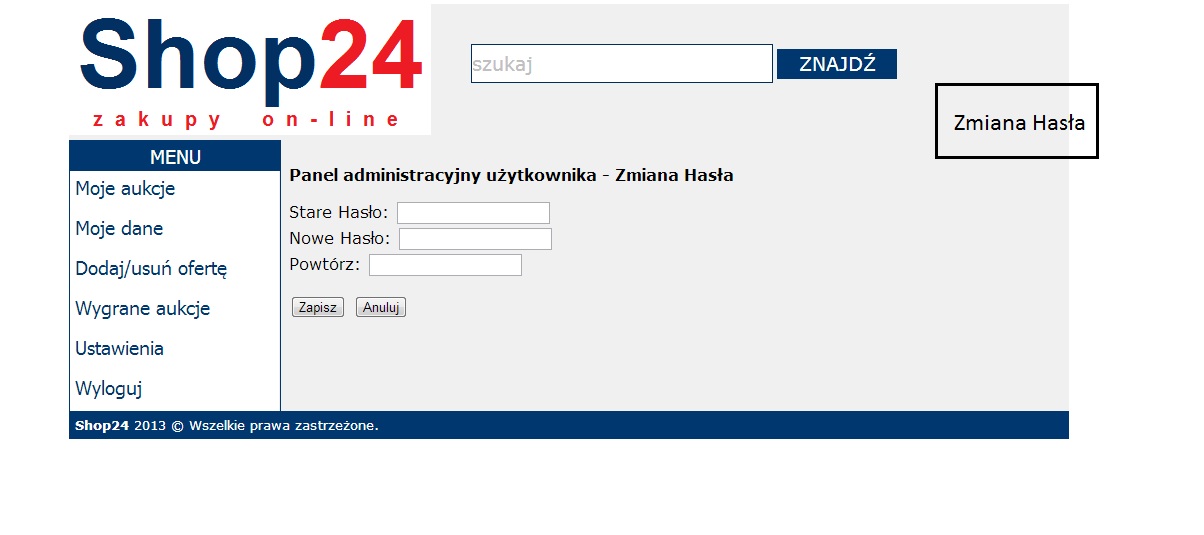 Shop24
zakupy on-line
szukaj
ZNAJDŹ
Zmiana Hasła
MENU
Moje aukcje
Moje dane
Dodaj/usuń ofertę
Wygrane aukcje
Ustawienia
Wyloguj
Panel administracyjny użytkownika - Zmiana Hasła
Stare Hasło:
Nowe Hasło:
Powtórz:
Zapisz Anuluj
Shop24 2013 © Wszelkie prawa zastrzeżone.